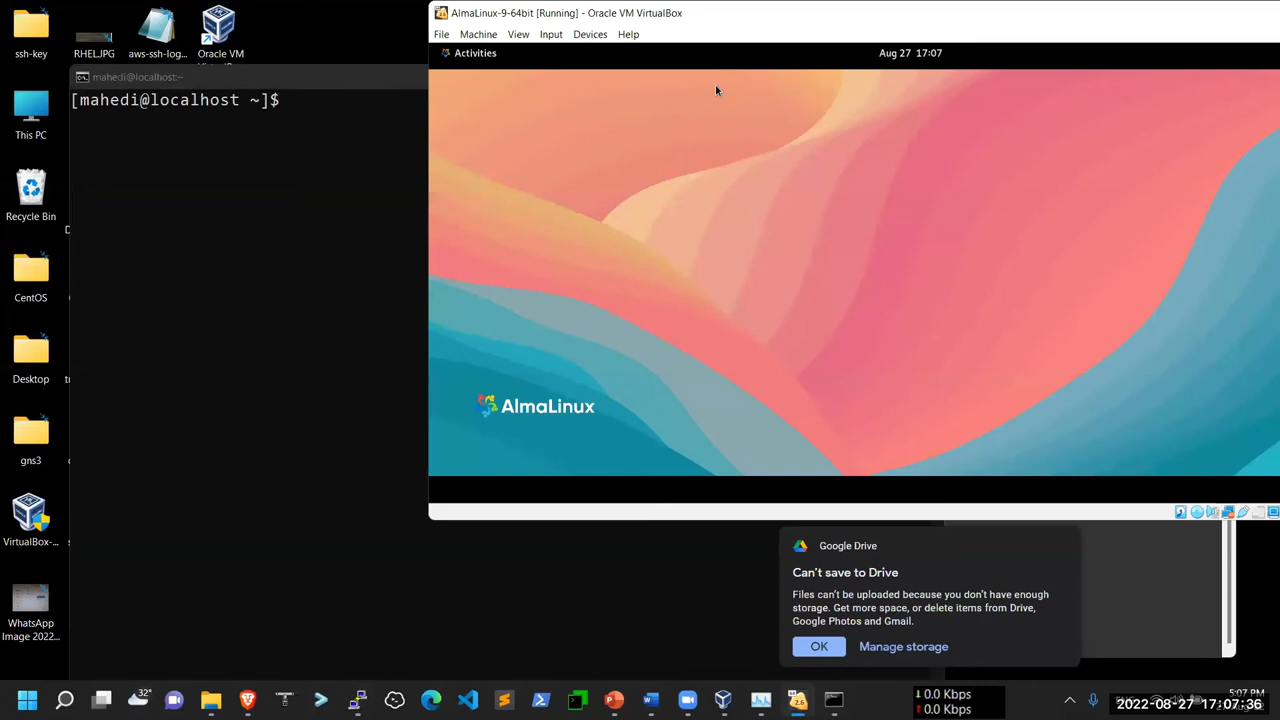 ssh-key
RHEL.JPG
aws-ssh-log...
Oracle VM
This PC
Recycle Bin
CentOS
Desktop
gns3
VirtualBox-...
WhatsApp
Image 2022...
mahedi@localhost:~
[mahedi@localhost ~]$
AlmaLinux-9-64bit [Running] - Oracle VM VirtualBox
File Machine View Input Devices Help
Activities
Aug 27 17:07
AlmaLinux
Google Drive
Can't save to Drive
Files can't be uploaded because you don't have enough
storage. Get more space, or delete items from Drive,
Google Photos and Gmail.
OK Manage storage
32°
0.0 Kbps
0.0 Kbps
5:07 PM
2022-08-27 17:07:36